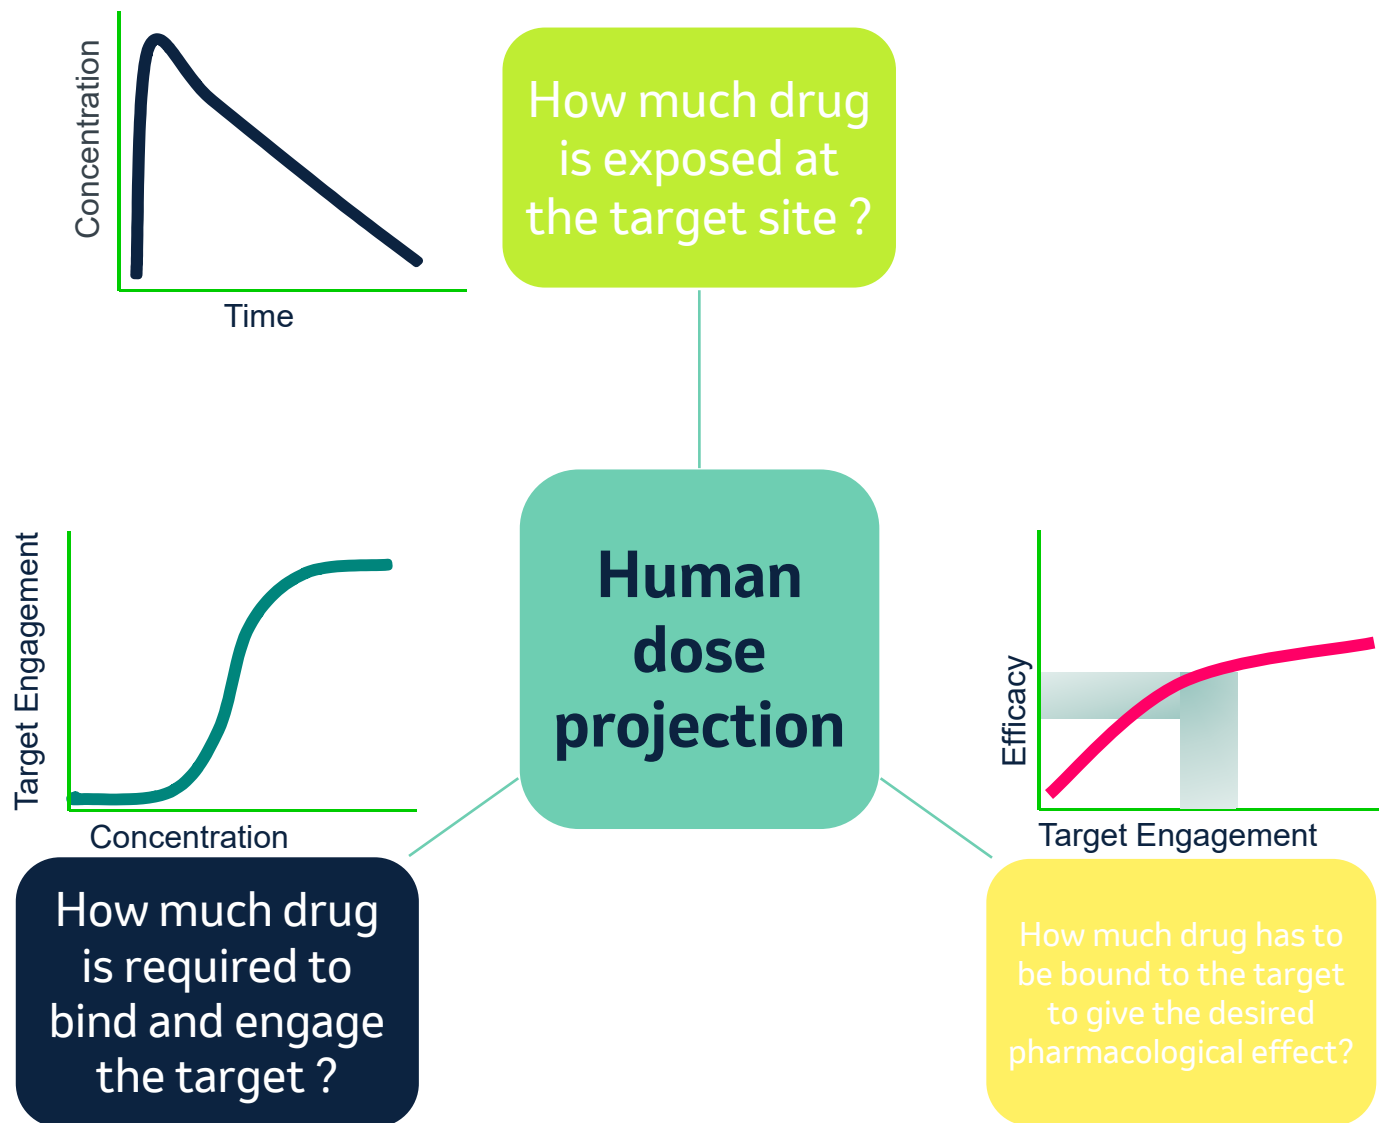 Concentration
Time
How much drug
is exposed at
the target site ?
Human
dose
projection
Target Engagement
Concentration
How much drug
is required to
bind and engage
the target ?
Efficacy
Target Engagement
How much drug has to
be bound to the target
to give the desired
pharmacological effect?